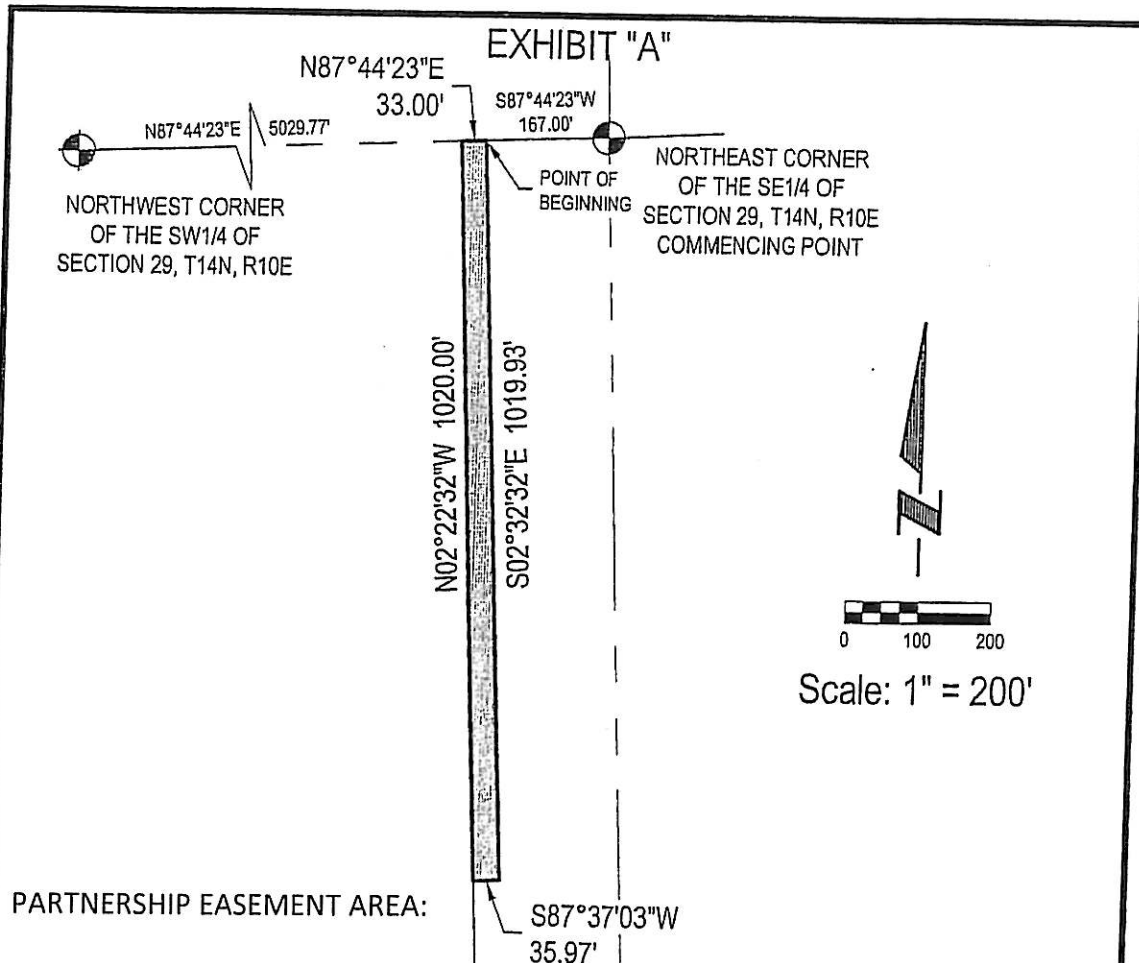 EXHIBIT "A"
N87°44'23"E
33.00'
S87°44'23"W
167.00'
N87°44'23"E
5029.77'
POINT OF
BEGINNING
NORTHWEST CORNER
OF THE SW1/4 OF
SECTION 29, T14N, R10E
NORTHEAST CORNER
OF THE SE1/4 OF
SECTION 29, T14N, R10E
COMMENCING POINT
N02°22'32"W 1020.00'
S02°32'32"E 1019.93'
0 100 200
Scale: 1" = 200'
PARTNERSHIP EASEMENT AREA:
S87°37'03"W
35.97'